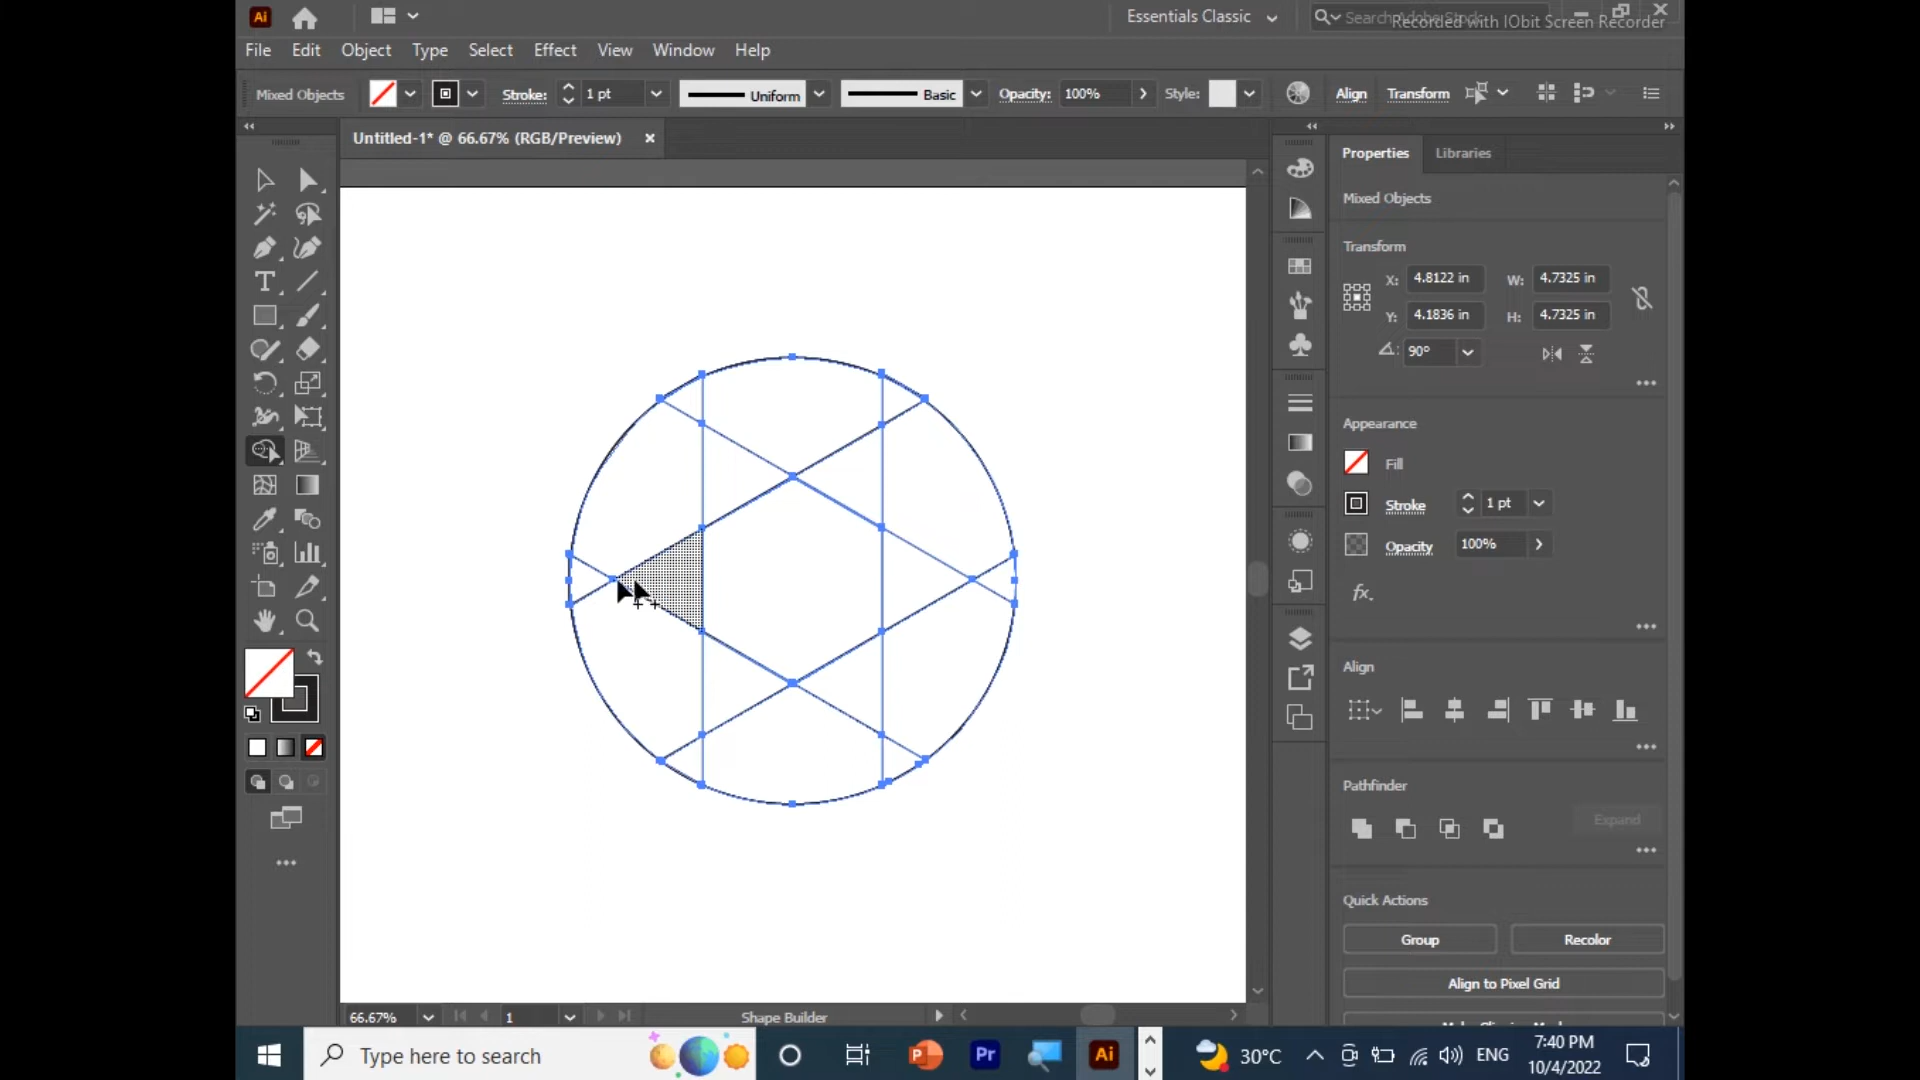 Ai
Essentials Classic
Search Adobe Stock
Recorded with IObit Screen Recorder
File Edit Object Type Select Effect View Window Help
Mixed Objects Stroke: 1 pt Uniform Basic Opacity: 100% Style: Align Transform
Untitled-1* @ 66.67% (RGB/Preview)
Properties Libraries
Mixed Objects
Transform
X: 4.8122 in W: 4.7325 in
Y: 4.1836 in H: 4.7325 in
90°
Appearance
Fill
Stroke 1 pt
Opacity 100%
fx.
Align
Pathfinder
Expand
Quick Actions
Group Recolor
Align to Pixel Grid
66.67% 1 Shape Builder
Type here to search
Pr Ai 30°C ENG
7:40 PM
10/4/2022